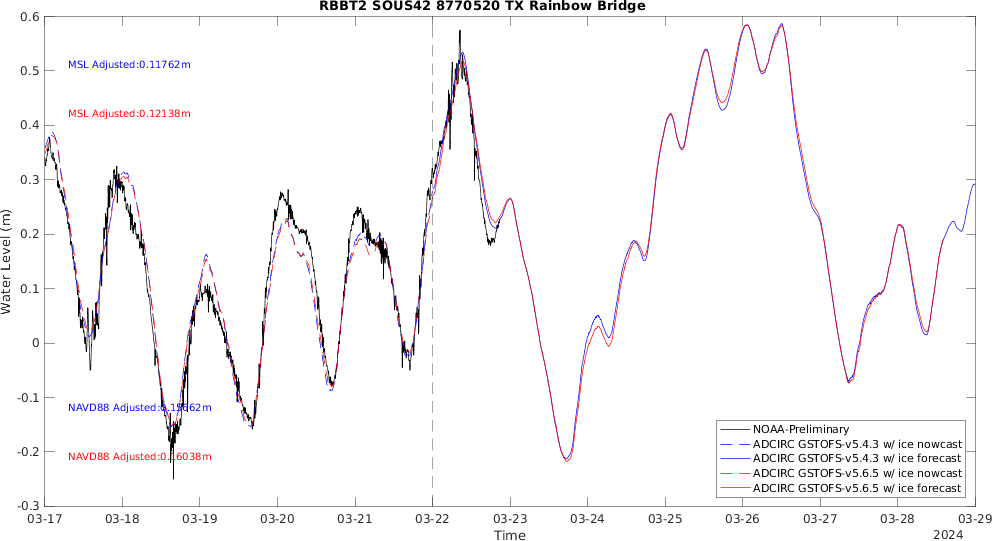 RBBT2 SOUS42 8770520 TX Rainbow Bridge
0.6
0.5
0.4
0.3
0.2
0.1
0
-0.1
-0.2
-0.3
Water Level (m)
MSL Adjusted:0.11762m
MSL Adjusted:0.12138m
NAVD88 Adjusted:0.15662m
NAVD88 Adjusted:0.16038m
NOAA-Preliminary
ADCIRC GSTOFS-v5.4.3 w/ ice nowcast
ADCIRC GSTOFS-v5.4.3 w/ ice forecast
ADCIRC GSTOFS-v5.6.5 w/ ice nowcast
ADCIRC GSTOFS-v5.6.5 w/ ice forecast
03-17 03-18 03-19 03-20 03-21 03-22 03-23 03-24 03-25 03-26 03-27 03-28 03-29
Time
2024